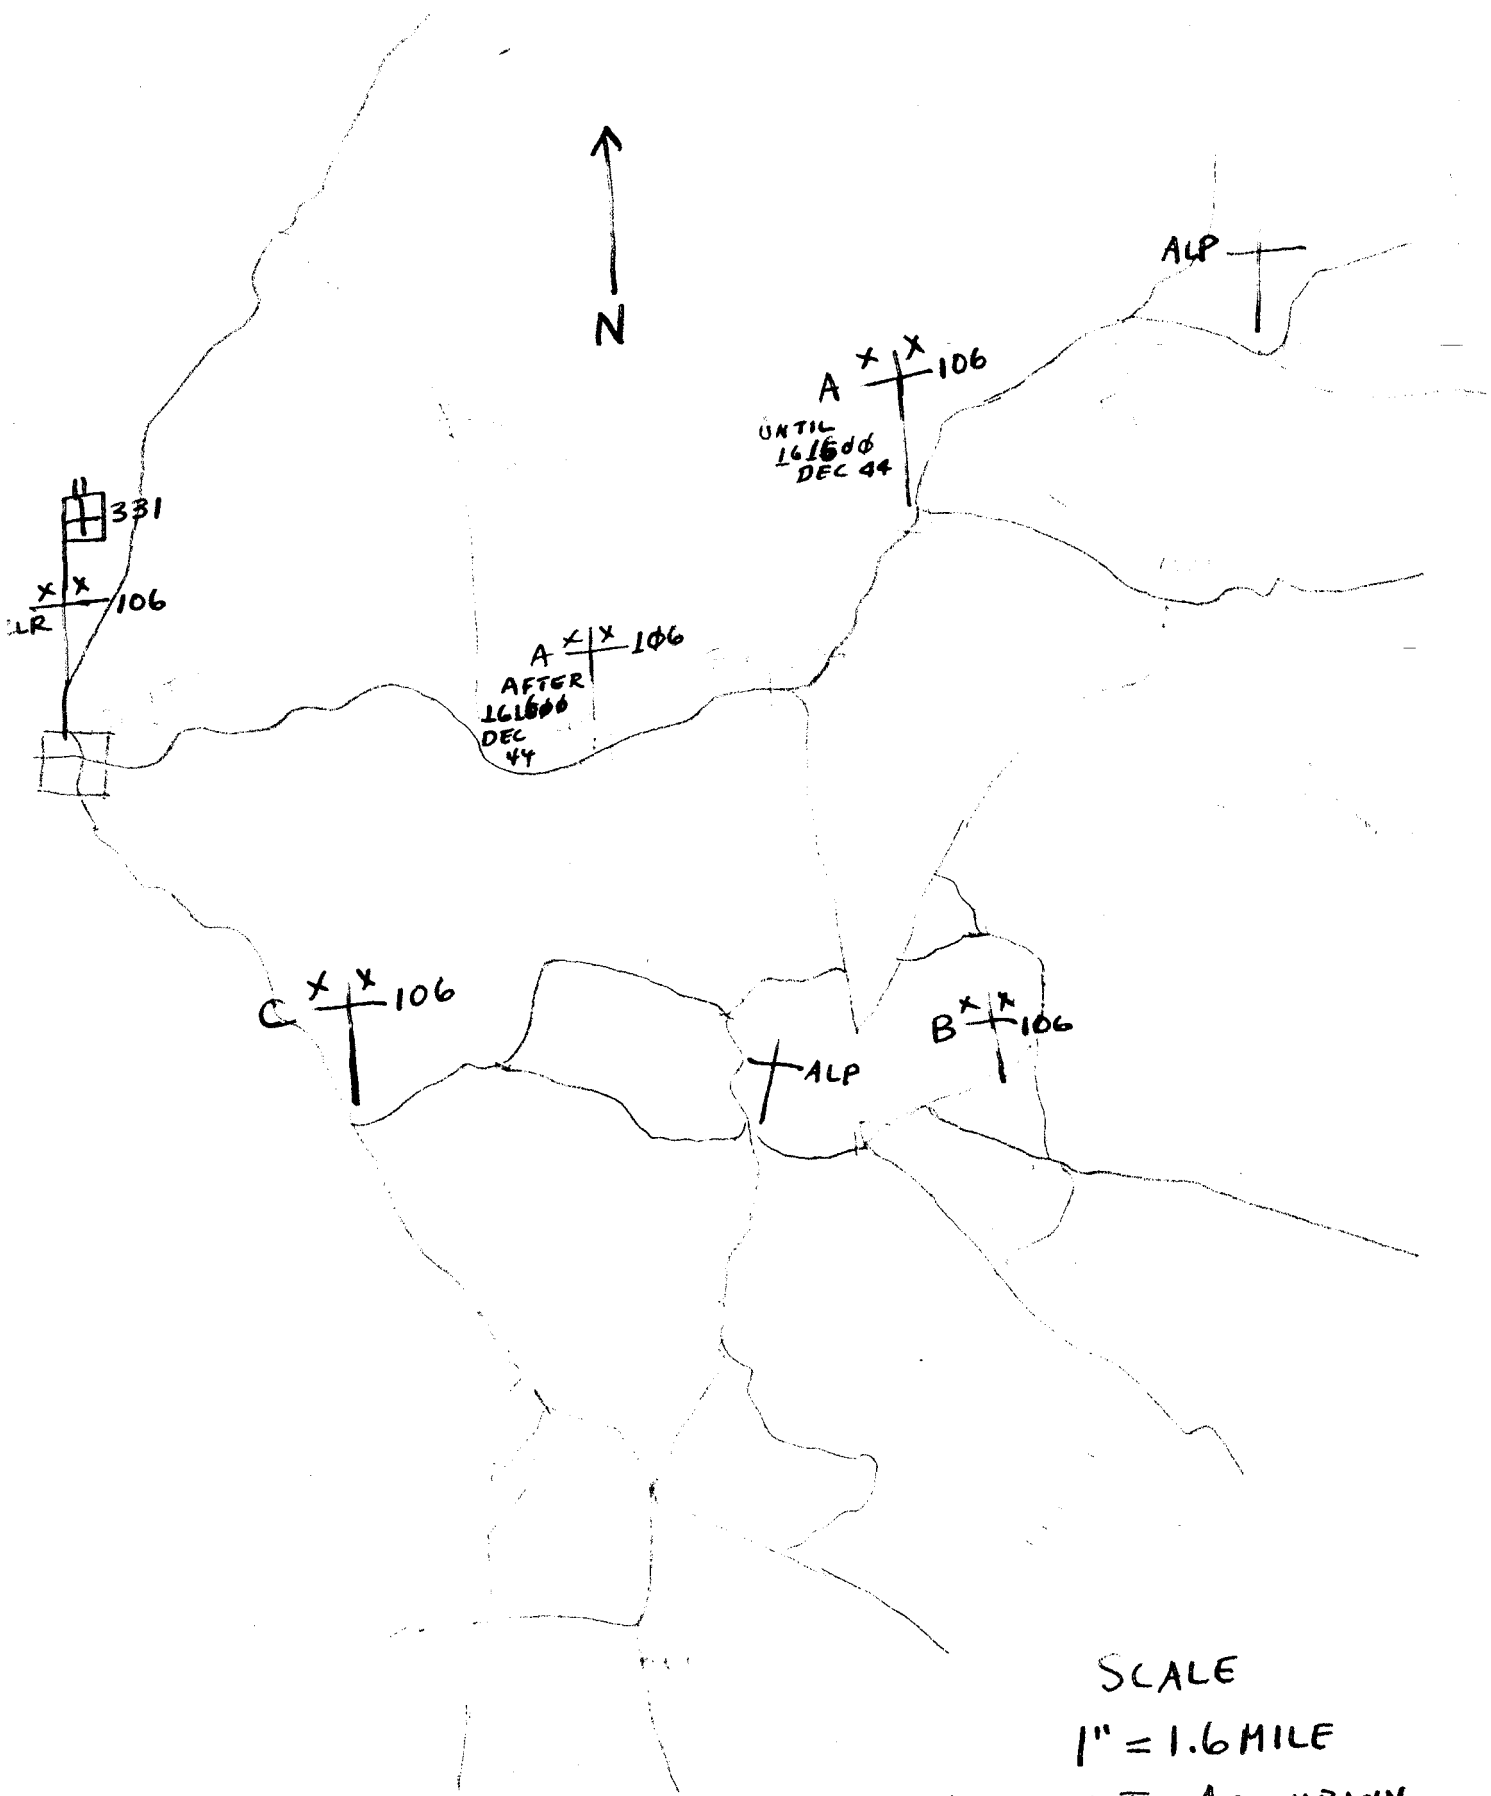 N
ALP
X X
A 106
UNTIL
161600
DEC 44
331
X X
106
LR
X X
A 106
AFTER
161600
DEC
44
X X
C 106
X X
B 106
ALP
SCALE
1" = 1.6 MILE